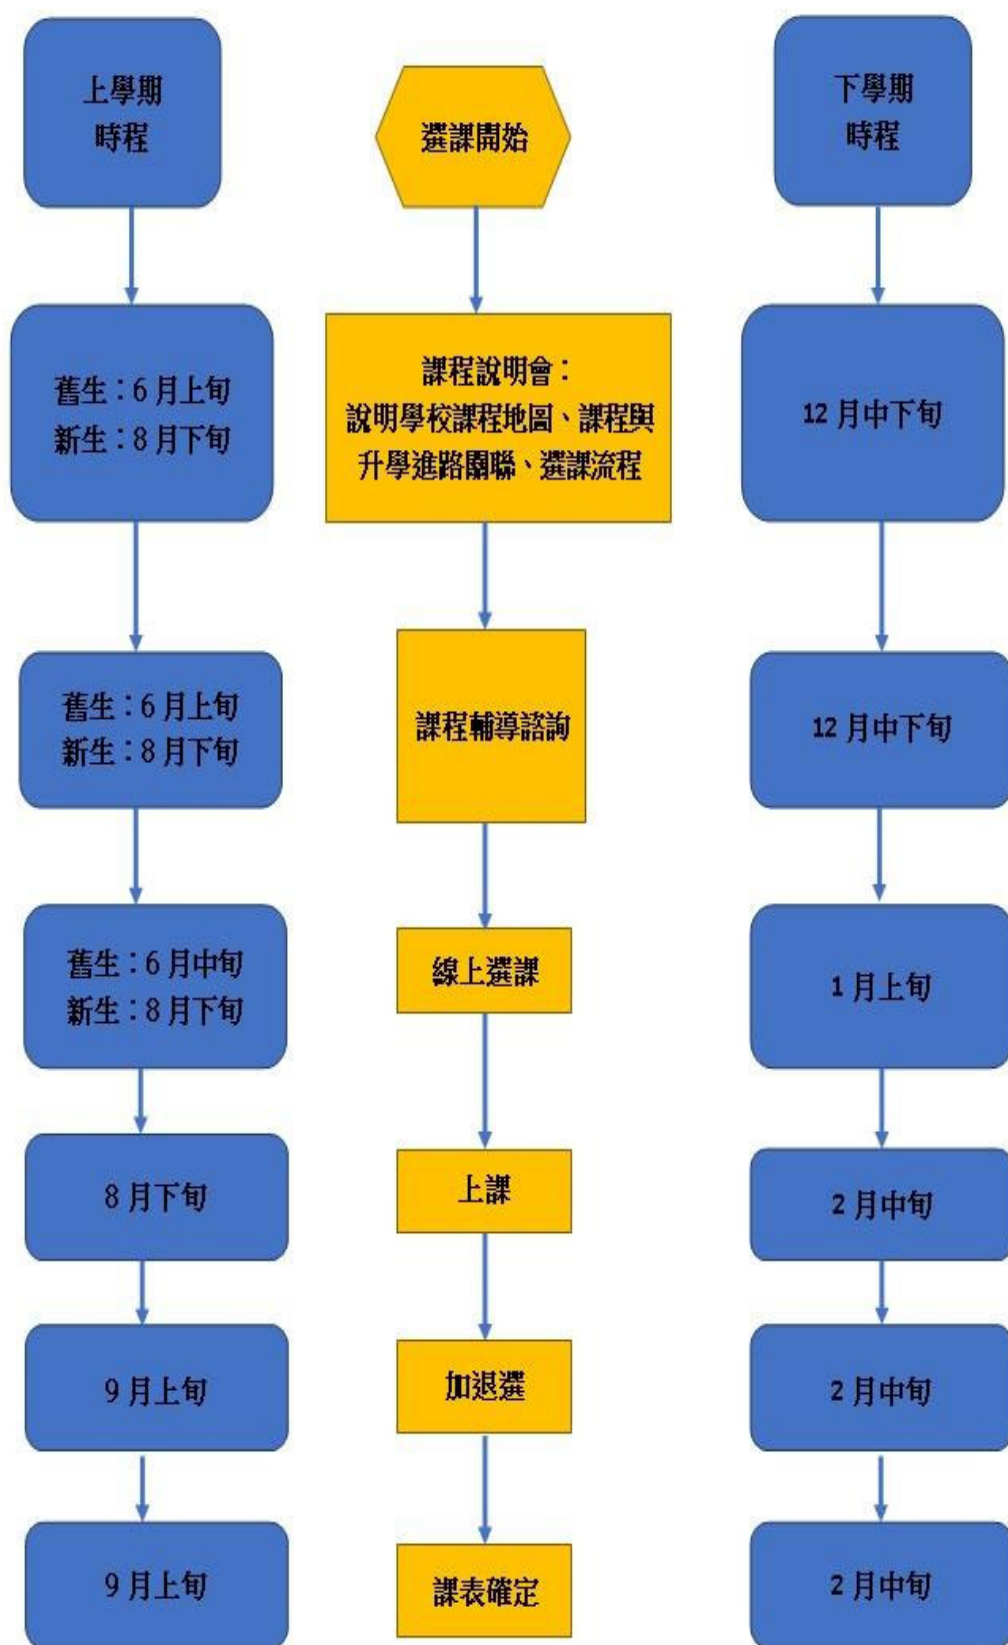 上學期
時程
選課開始
下學期
時程
舊生：6 月上旬
新生：8 月下旬
課程說明會：
說明學校課程地圖、課程與
升學進路關聯、選課流程
12 月中下旬
舊生：6 月上旬
新生：8 月下旬
課程輔導諮詢
12 月中下旬
舊生：6 月中旬
新生：8 月下旬
線上選課
1 月上旬
8 月下旬
上課
2 月中旬
9 月上旬
加退選
2 月中旬
9 月上旬
課表確定
2 月中旬